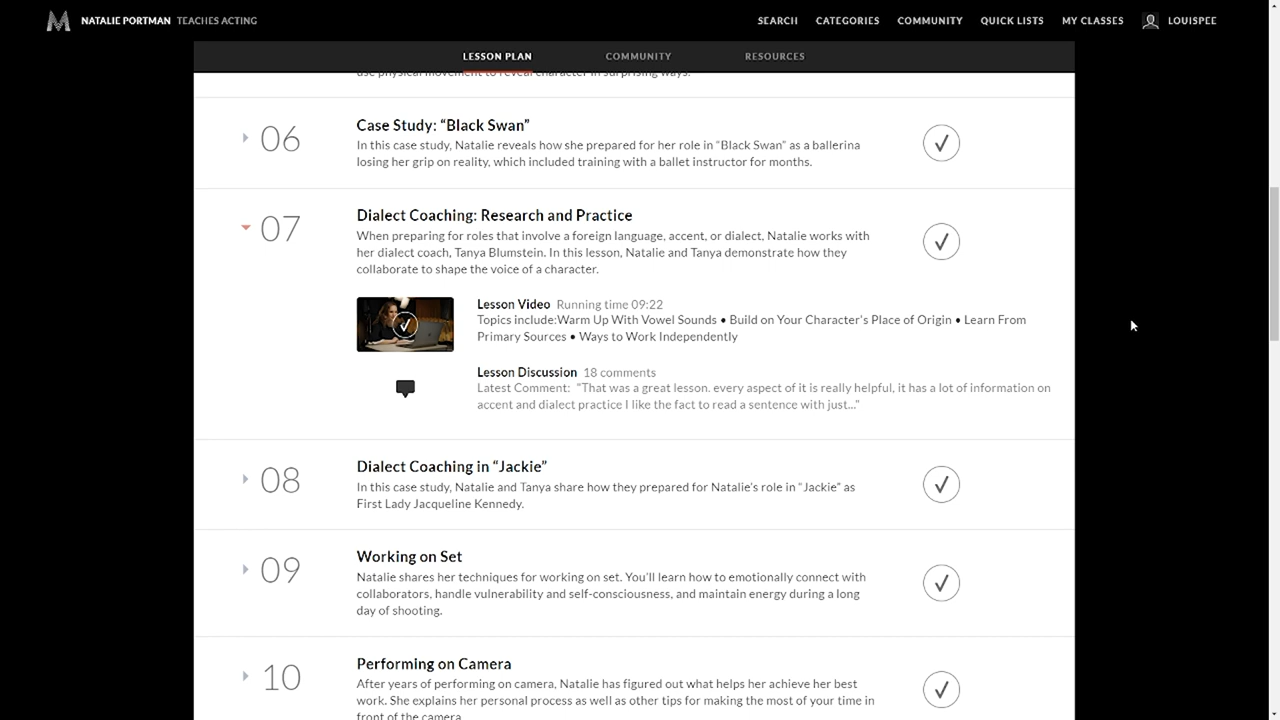 NATALIE PORTMAN TEACHES ACTING
SEARCH CATEGORIES COMMUNITY QUICK LISTS MY CLASSES LOUISPEE
LESSON PLAN COMMUNITY RESOURCES
use physical movement to reveal character in surprising ways.
06
Case Study: “Black Swan”
In this case study, Natalie reveals how she prepared for her role in “Black Swan” as a ballerina
losing her grip on reality, which included training with a ballet instructor for months.
07
Dialect Coaching: Research and Practice
When preparing for roles that involve a foreign language, accent, or dialect, Natalie works with
her dialect coach, Tanya Blumstein. In this lesson, Natalie and Tanya demonstrate how they
collaborate to shape the voice of a character.
Lesson Video Running time 09:22
Topics include:Warm Up With Vowel Sounds • Build on Your Character's Place of Origin • Learn From
Primary Sources • Ways to Work Independently
Lesson Discussion 18 comments
Latest Comment: "That was a great lesson. every aspect of it is really helpful, it has a lot of information on
accent and dialect practice I like the fact to read a sentence with just..."
08
Dialect Coaching in “Jackie”
In this case study, Natalie and Tanya share how they prepared for Natalie’s role in “Jackie” as
First Lady Jacqueline Kennedy.
09
Working on Set
Natalie shares her techniques for working on set. You’ll learn how to emotionally connect with
collaborators, handle vulnerability and self-consciousness, and maintain energy during a long
day of shooting.
10
Performing on Camera
After years of performing on camera, Natalie has figured out what helps her achieve her best
work. She explains her personal process as well as other tips for making the most of your time in
front of the camera